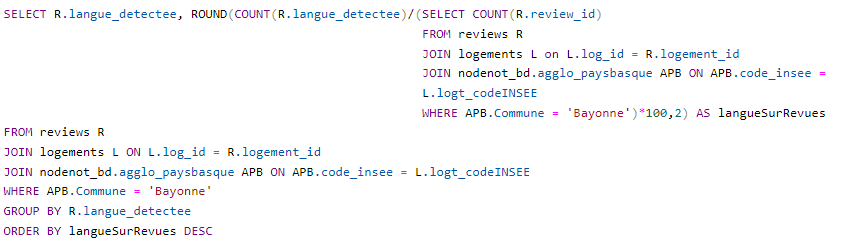 SELECT R.langue_detectee, ROUND(COUNT(R.langue_detectee)/(SELECT COUNT(R.review_id)
FROM reviews R
JOIN logements L on L.log_id = R.logement_id
JOIN nodenot_bd.agglo_paysbasque APB ON APB.code_insee =
L.logt_codeINSEE
WHERE APB.Commune = 'Bayonne')*100,2) AS langueSurRevues
FROM reviews R
JOIN logements L ON L.log_id = R.logement_id
JOIN nodenot_bd.agglo_paysbasque APB ON APB.code_insee = L.logt_codeINSEE
WHERE APB.Commune = 'Bayonne'
GROUP BY R.langue_detectee
ORDER BY langueSurRevues DESC